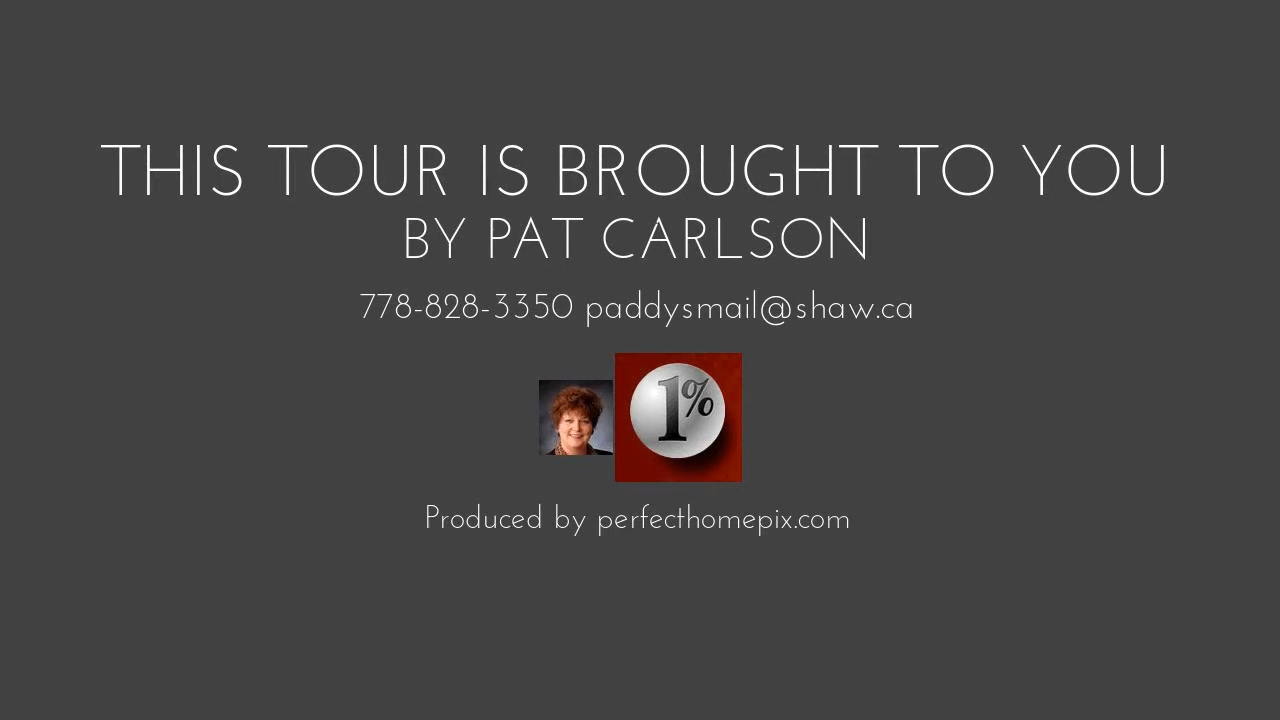 THIS TOUR IS BROUGHT TO YOU
BY PAT CARLSON
778-828-3350 paddysmail@shaw.ca
1%
Produced by perfecthomepix.com